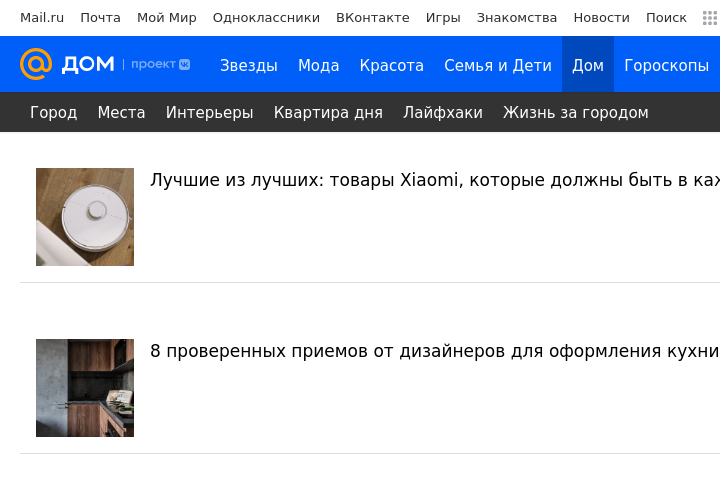 Mail.ru Почта Мой Мир Одноклассники ВКонтакте Игры Знакомства Новости Поиск
ДОМ проект Звезды Мода Красота Семья и Дети Дом Гороскопы
Город Места Интерьеры Квартира дня Лайфхаки Жизнь за городом
Лучшие из лучших: товары Xiaomi, которые должны быть в ка
8 проверенных приемов от дизайнеров для оформления кухни